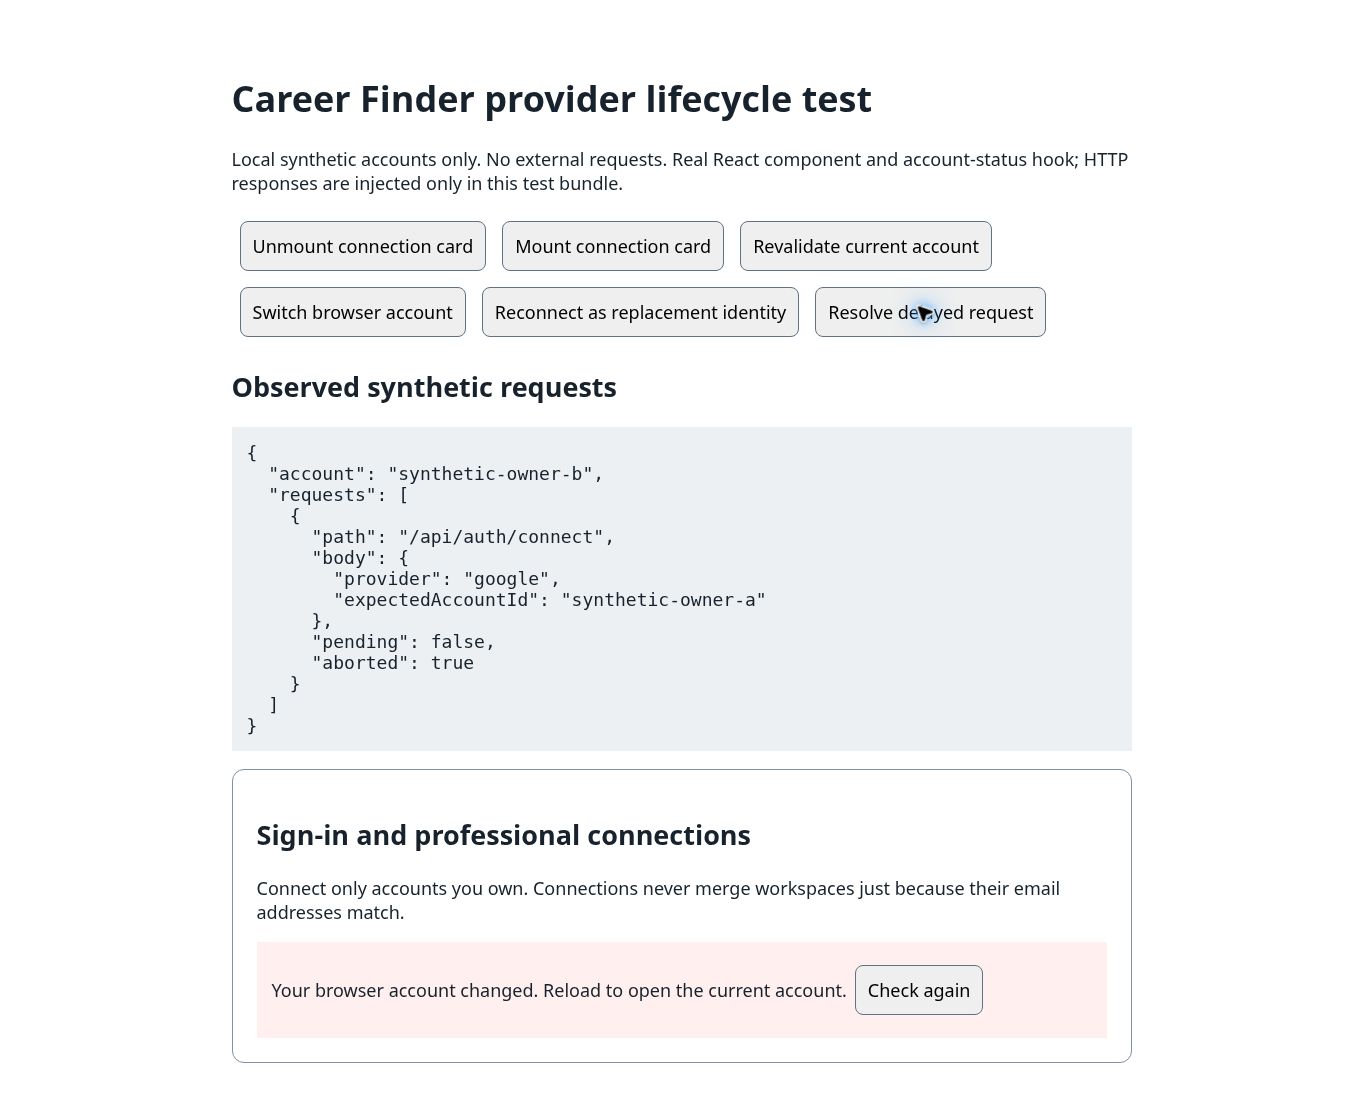 Career Finder provider lifecycle test
Local synthetic accounts only. No external requests. Real React component and account-status hook; HTTP
responses are injected only in this test bundle.
Unmount connection card
Mount connection card
Revalidate current account
Switch browser account
Reconnect as replacement identity
Resolve delayed request
Observed synthetic requests
{
  "account": "synthetic-owner-b",
  "requests": [
    {
      "path": "/api/auth/connect",
      "body": {
        "provider": "google",
        "expectedAccountId": "synthetic-owner-a"
      },
      "pending": false,
      "aborted": true
    }
  ]
}
Sign-in and professional connections
Connect only accounts you own. Connections never merge workspaces just because their email
addresses match.
Your browser account changed. Reload to open the current account.
Check again